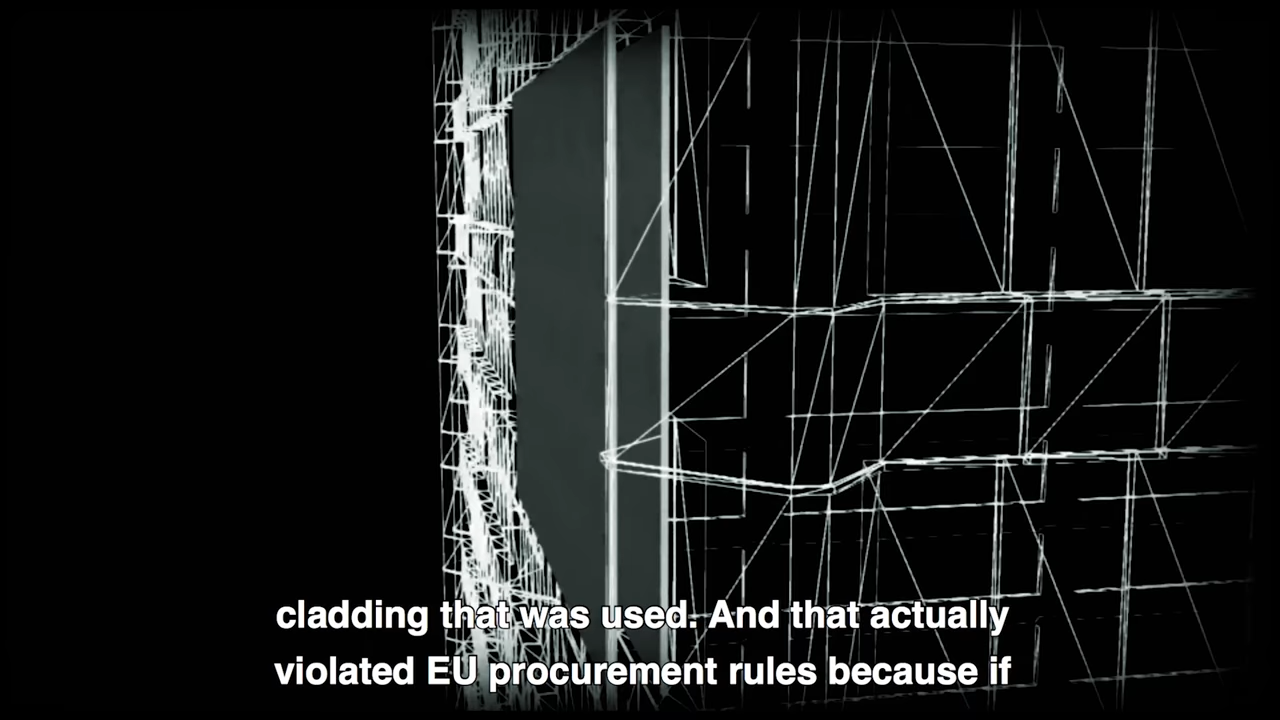 cladding that was used. And that actually
violated EU procurement rules because if